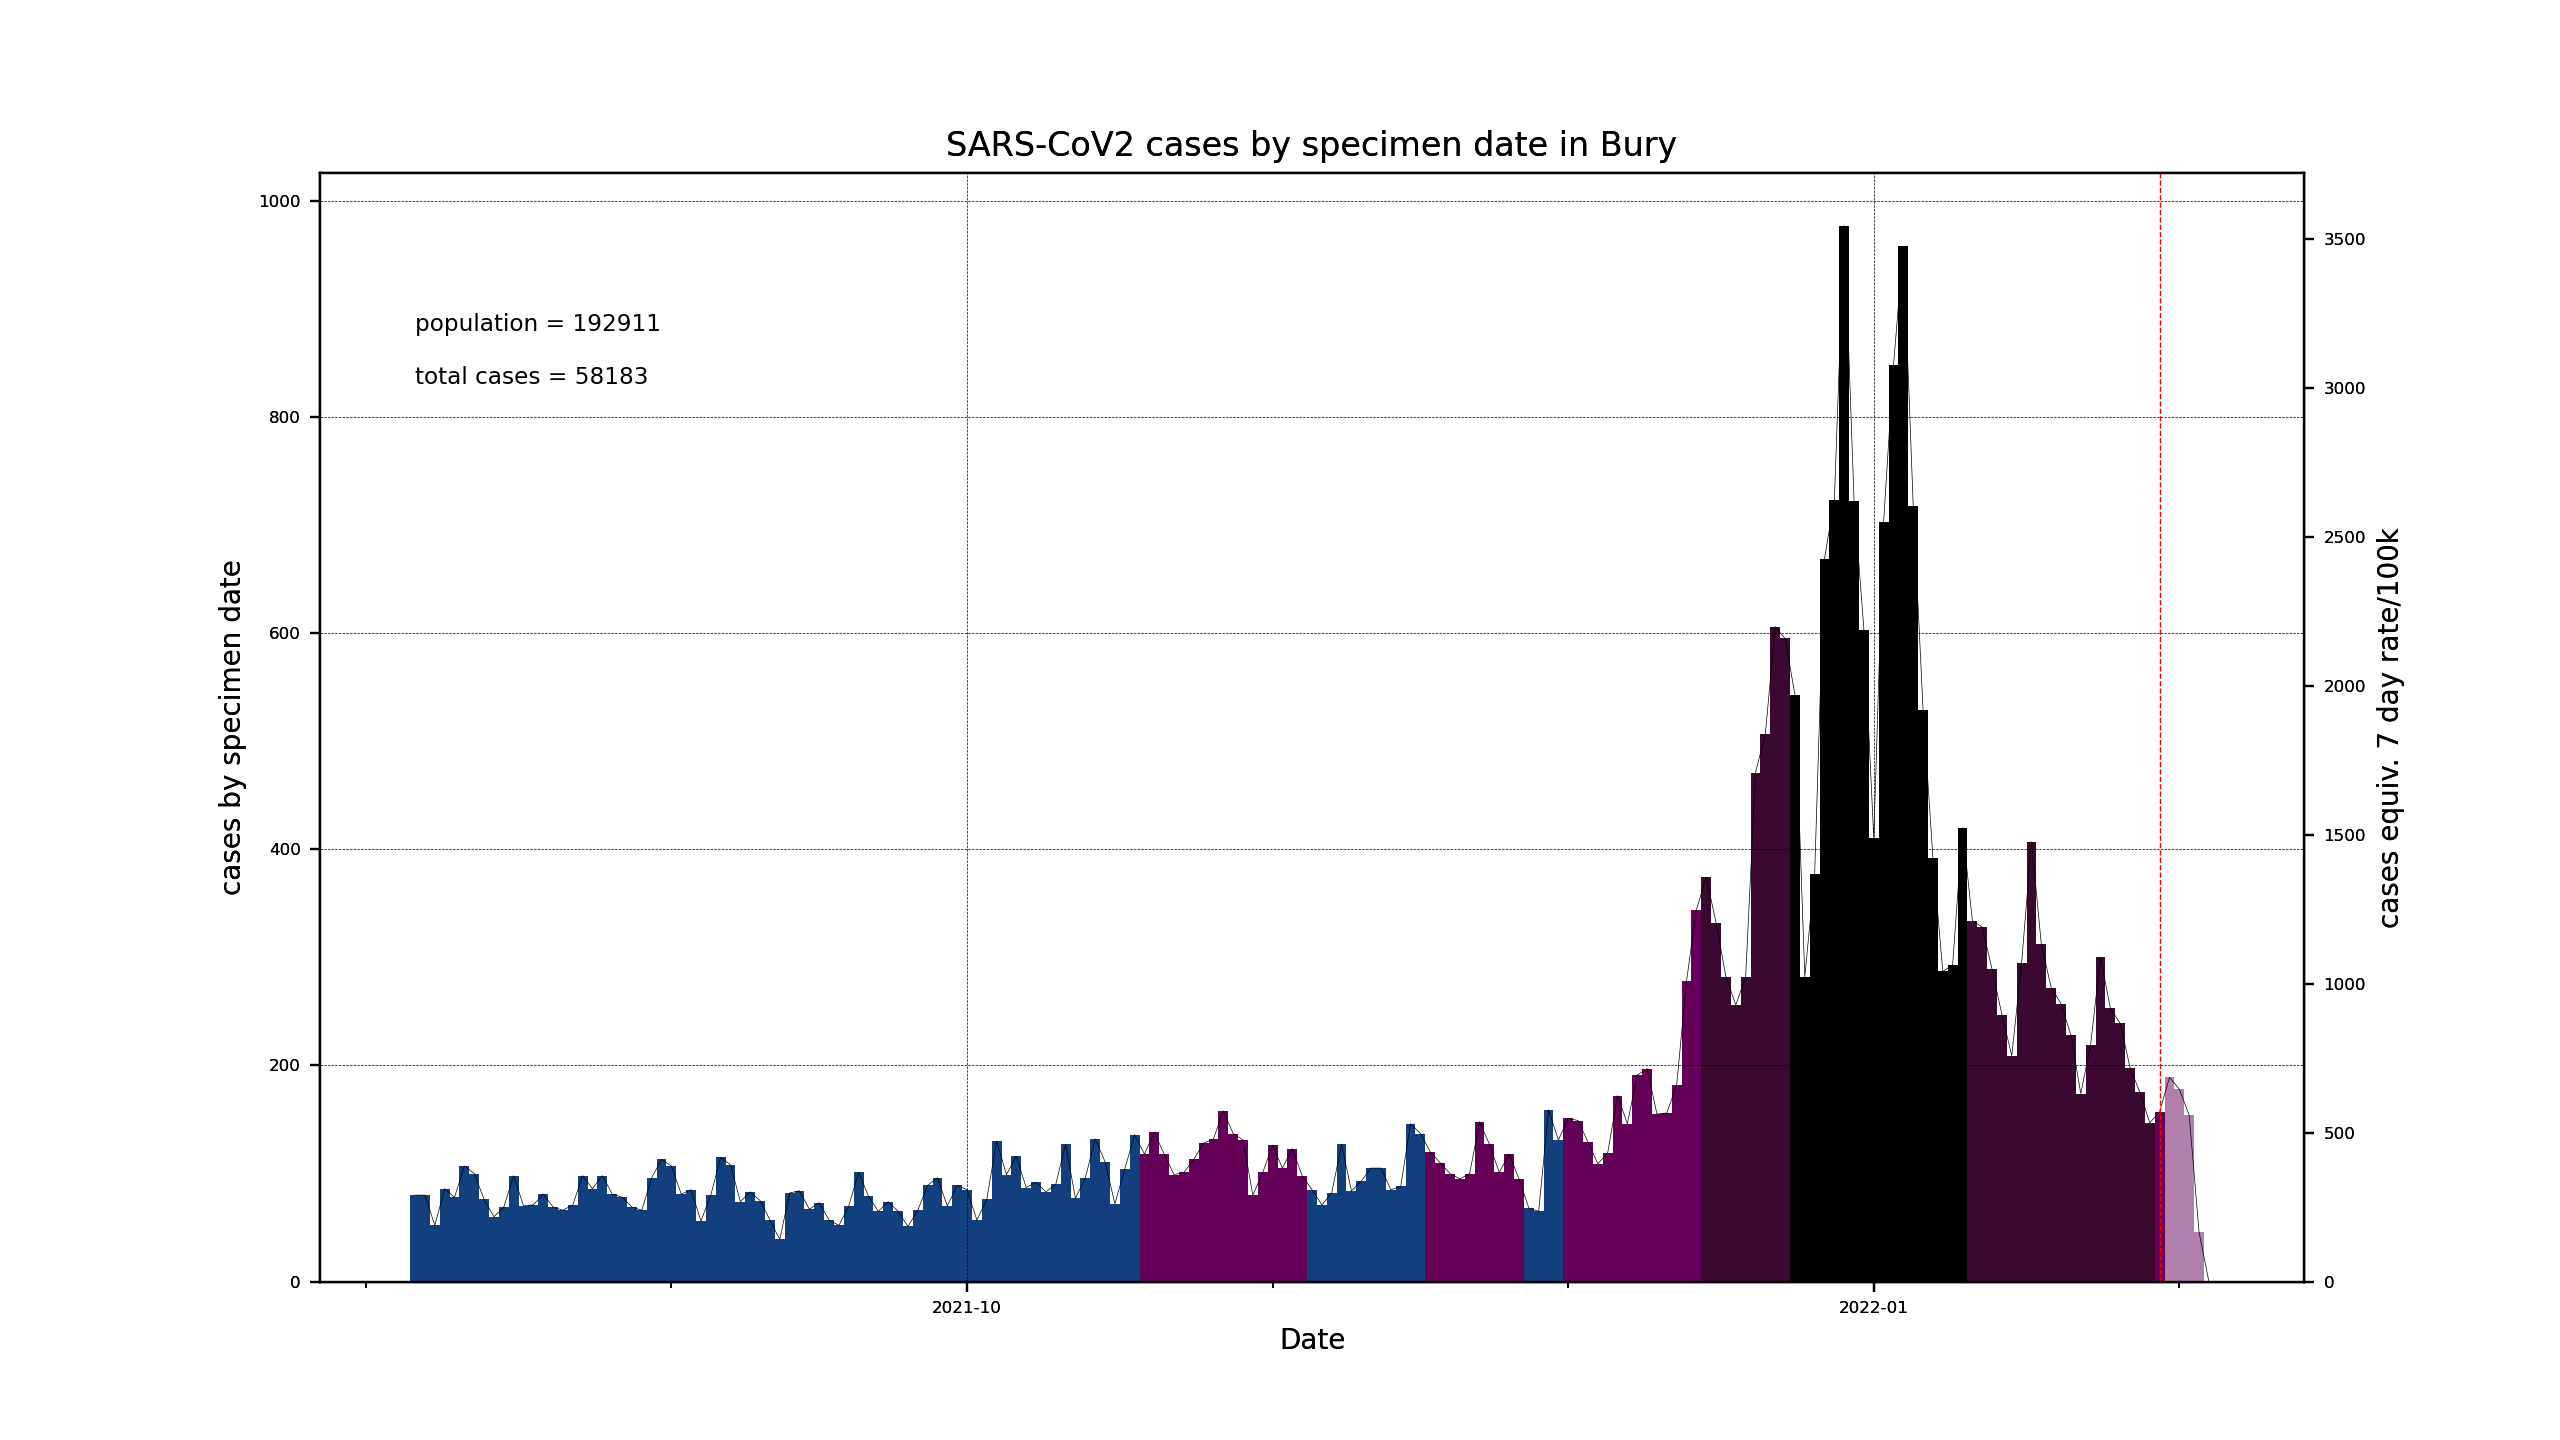 SARS-CoV2 cases by specimen date in Bury
1000
800
600
400
200
0
cases by specimen date
population = 192911
total cases = 58183
3500
3000
2500
2000
1500
1000
500
0
cases equiv. 7 day rate/100k
2021-10
2022-01
Date